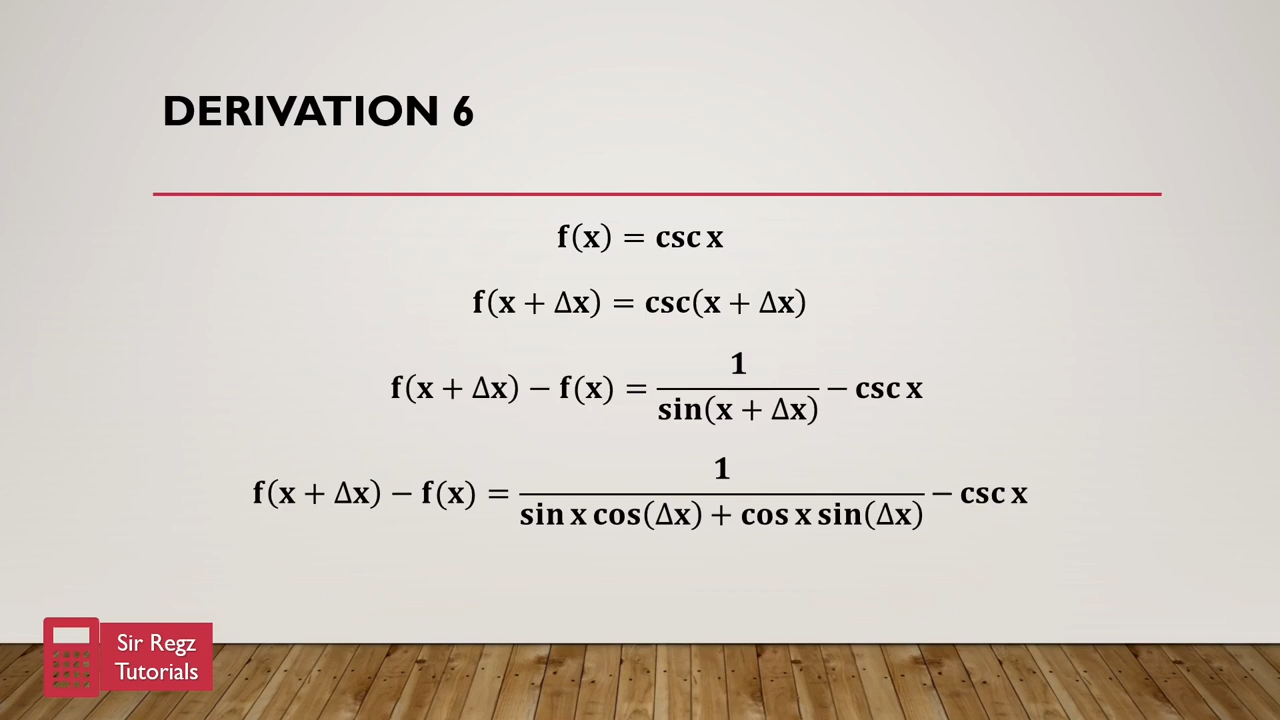 DERIVATION 6
f(x) = csc x
f(x + Δx) = csc(x + Δx)
f(x + Δx) − f(x) = 1/sin(x + Δx) − csc x
f(x + Δx) − f(x) = 1/sin x cos(Δx) + cos x sin(Δx) − csc x
Sir Regz
Tutorials